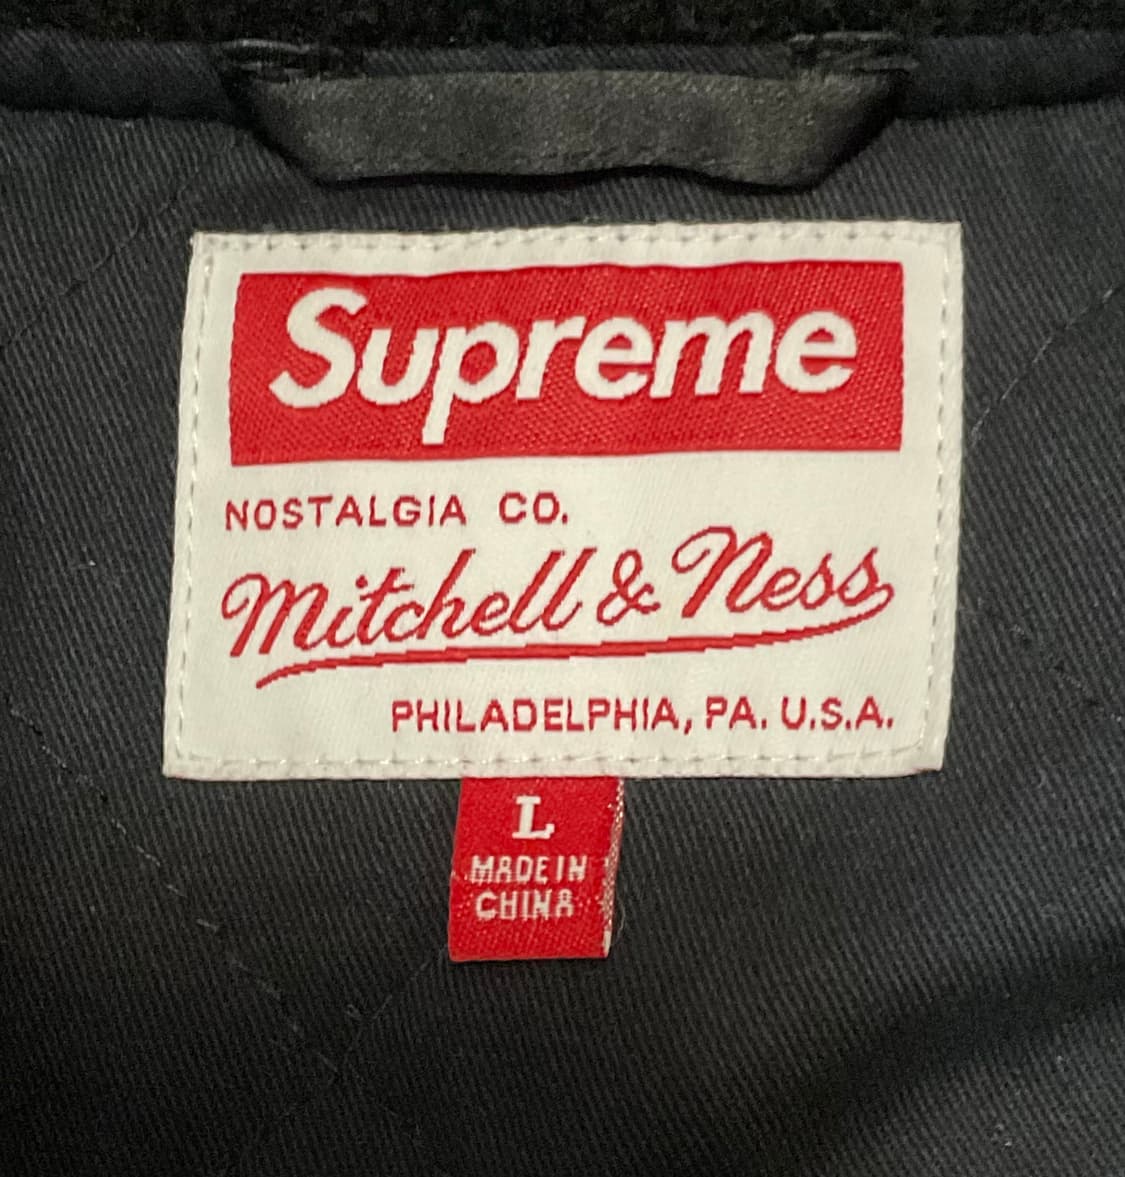 Supreme
NOSTALGIA CO.
Mitchell & Ness
PHILADELPHIA, PA. U.S.A.
L
MADE IN
CHINA